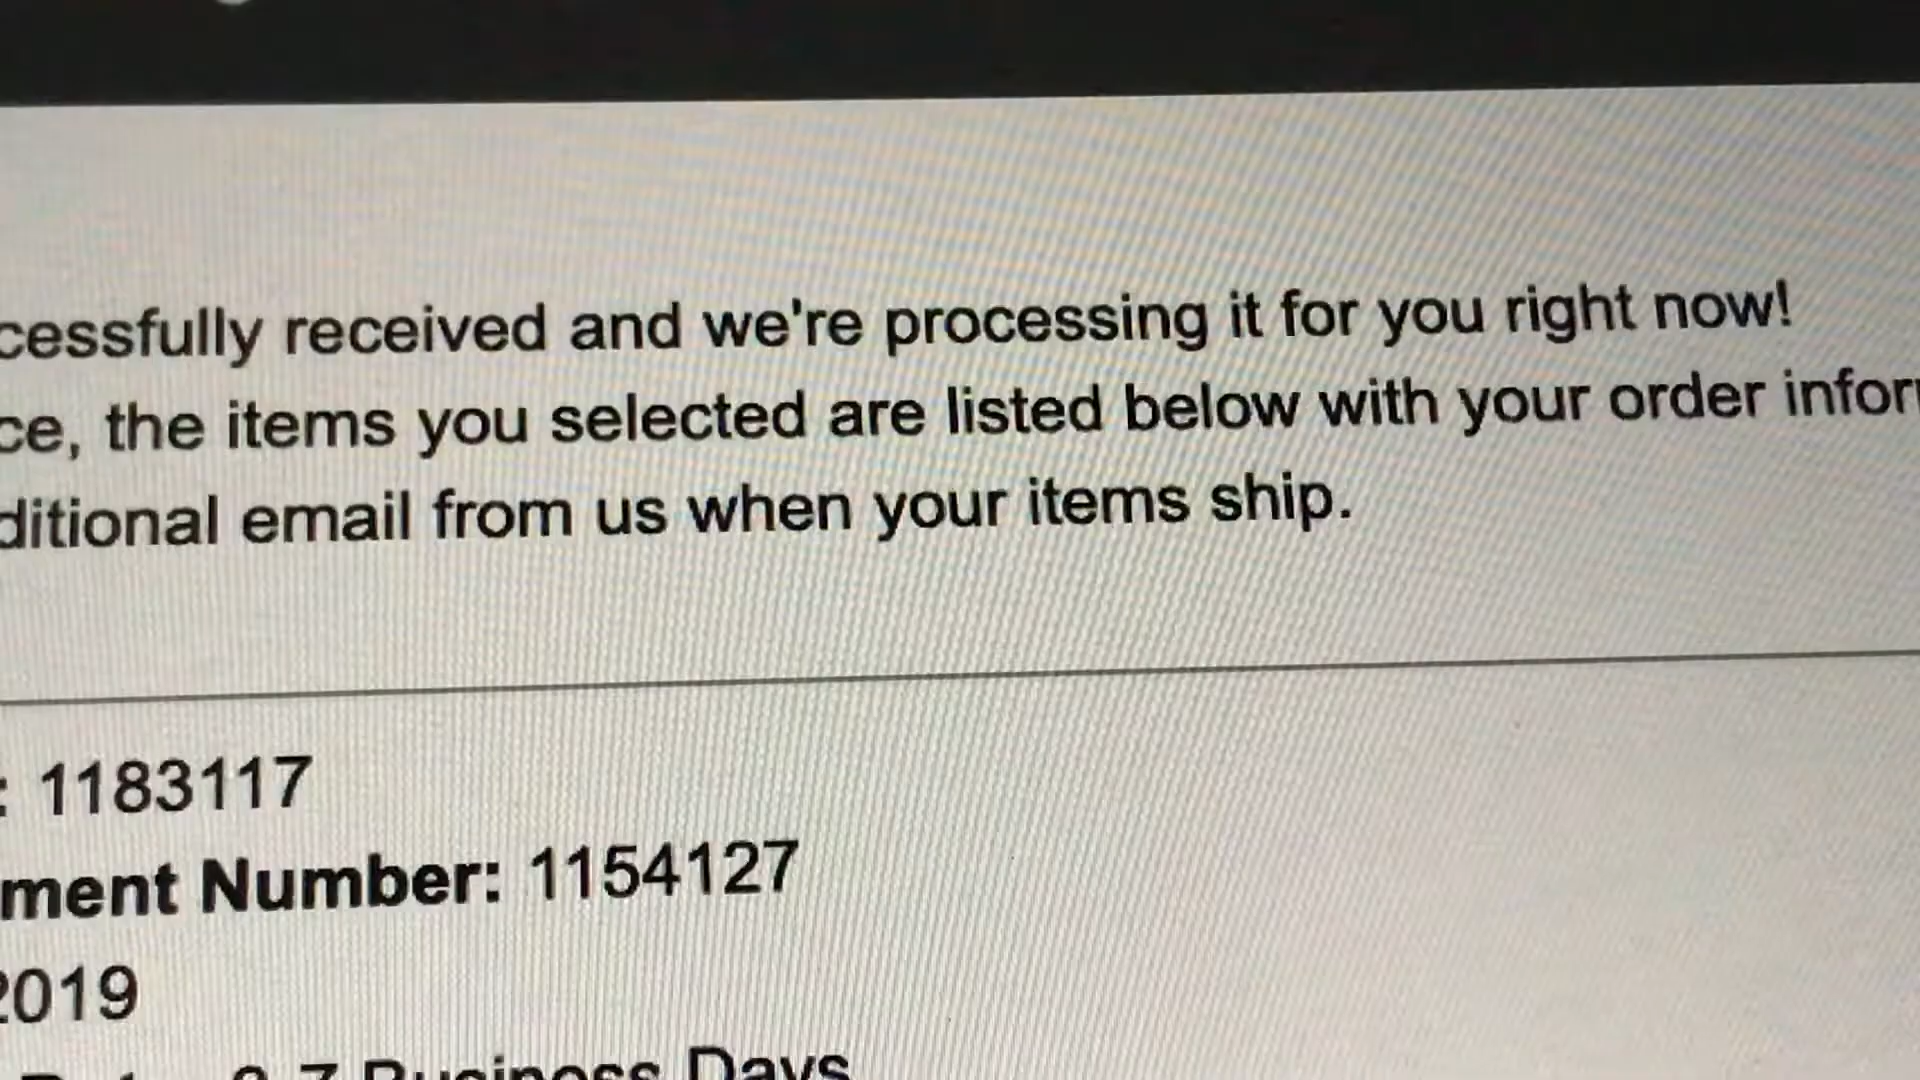 cessfully received and we're processing it for you right now!
ce, the items you selected are listed below with your order infor
ditional email from us when your items ship.
: 1183117
ment Number: 1154127
2019
7 Business Days